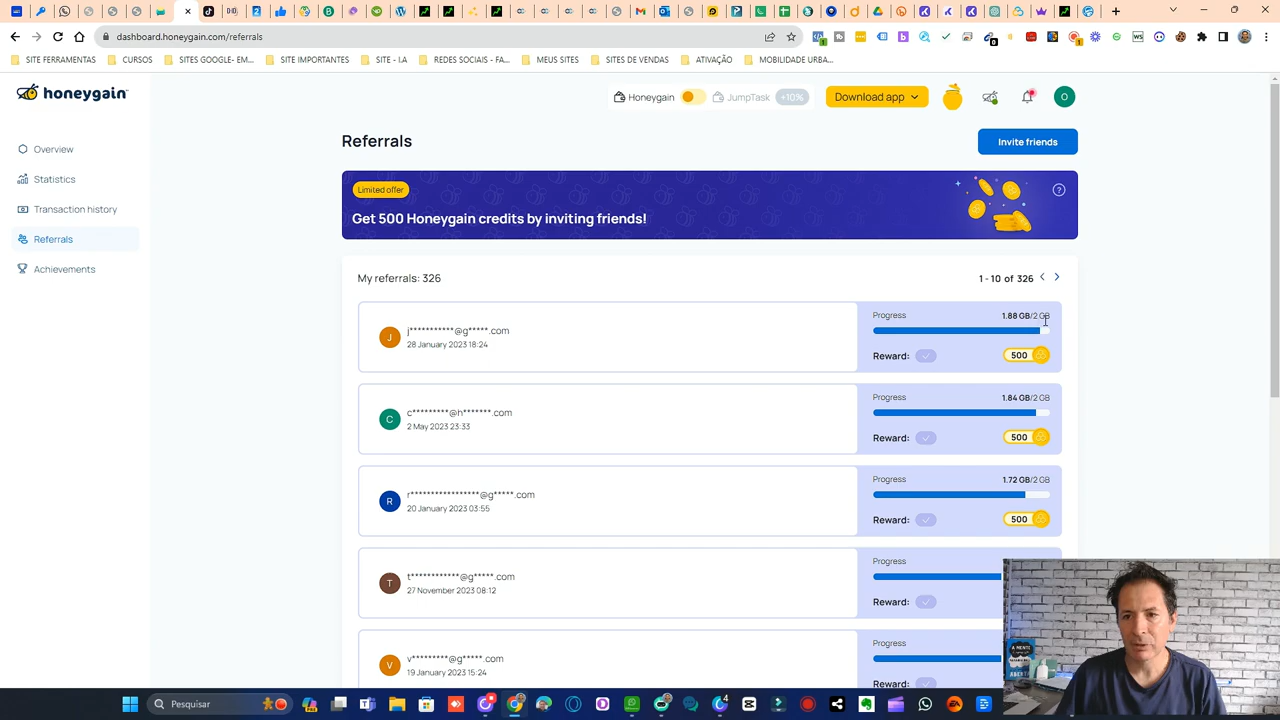 dashboard.honeygain.com/referrals
SITE FERRAMENTAS
CURSOS
SITES GOOGLE- EM...
SITE IMPORTANTES
SITE - I.A
REDES SOCIAIS - FA...
MEUS SITES
SITES DE VENDAS
ATIVAÇÃO
MOBILIDADE URBA...
honeygain
Honeygain
JumpTask
+10%
Download app
O
Overview
Statistics
Transaction history
Referrals
Achievements
Referrals
Invite friends
Limited offer
Get 500 Honeygain credits by inviting friends!
My referrals: 326
1 - 10 of 326
J
j***********@g*****.com
28 January 2023 18:24
Progress
1.88 GB/2 GB
Reward:
500
C
c*********@h*******.com
2 May 2023 23:33
Progress
1.84 GB/2 GB
Reward:
500
R
r*****************@g*****.com
20 January 2023 03:55
Progress
1.72 GB/2 GB
Reward:
500
T
t************@g*****.com
27 November 2023 08:12
Progress
Reward:
V
v*********@g*****.com
19 January 2023 15:24
Progress
Reward:
A MENTE
Pesquisar